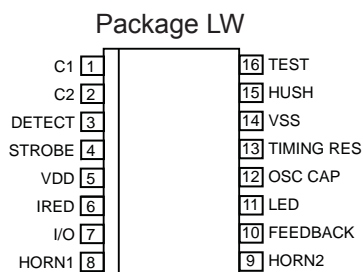 Package LW
C1 1 16 TEST
C2 2 15 HUSH
DETECT 3 14 VSS
STROBE 4 13 TIMING RES
VDD 5 12 OSC CAP
IRED 6 11 LED
I/O 7 10 FEEDBACK
HORN1 8 9 HORN2